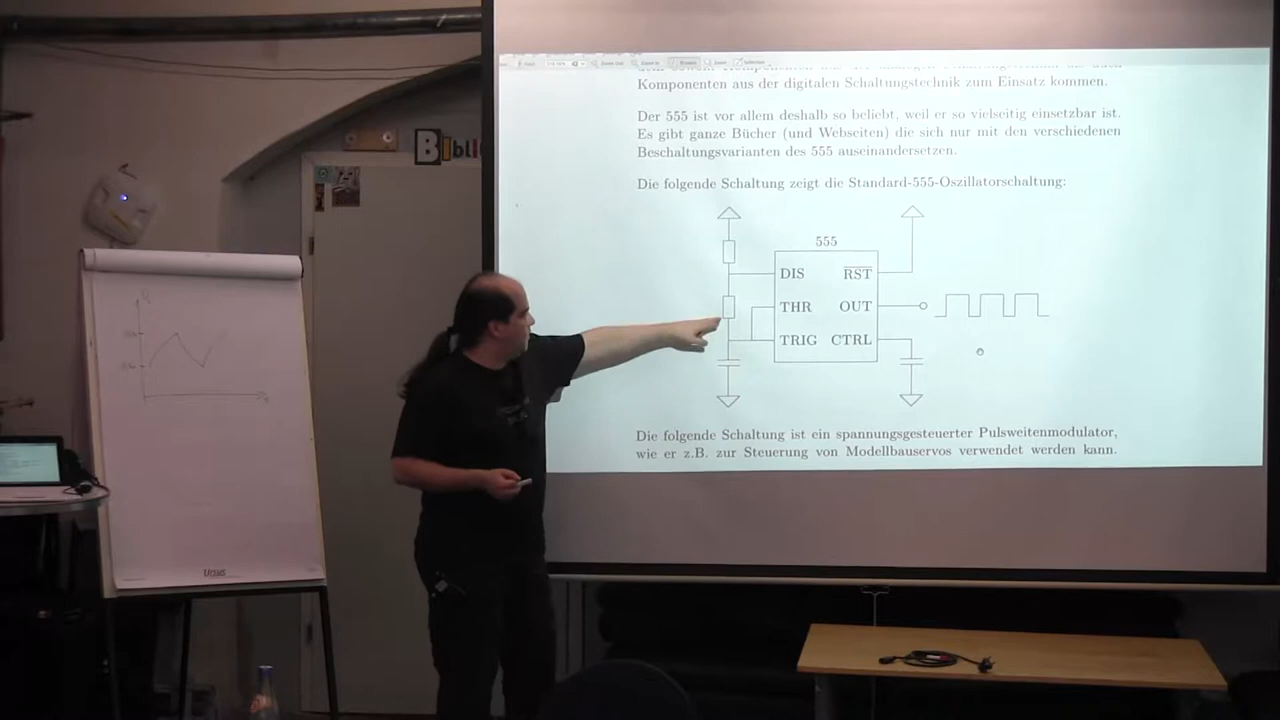 Komponenten aus der digitalen Schaltungstechnik zum Einsatz kommen.
Der 555 ist vor allem deshalb so beliebt, weil er so vielseitig einsetzbar ist.
Es gibt ganze Bücher (und Webseiten) die sich nur mit den verschiedenen
Beschaltungsvarianten des 555 auseinandersetzen.
Die folgende Schaltung zeigt die Standard-555-Oszillatorschaltung:
555
DIS RST
THR OUT
TRIG CTRL
Die folgende Schaltung ist ein spannungsgesteuerter Pulsweitenmodulator,
wie er z.B. zur Steuerung von Modellbauservos verwendet werden kann.
Bibli